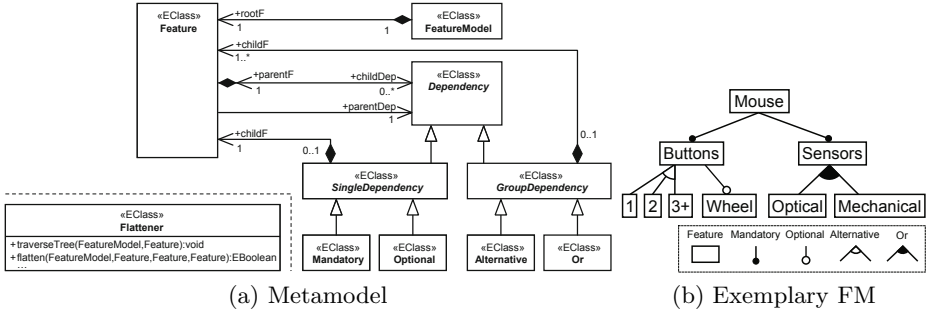 «EClass»
Feature
+rootF
1
1
«EClass»
FeatureModel
+childF
1..*
+parentF
1
+childDep
0..*
«EClass»
Dependency
+parentDep
1
+childF
1
0..1
0..1
«EClass»
SingleDependency
«EClass»
GroupDependency
«EClass»
Flattener
+traverseTree(FeatureModel,Feature):void
+flatten(FeatureModel,Feature,Feature,Feature):EBoolean
...
«EClass»
Mandatory
«EClass»
Optional
«EClass»
Alternative
«EClass»
Or
(a) Metamodel
Mouse
Buttons
Sensors
1
2
3+
Wheel
Optical
Mechanical
Feature Mandatory Optional Alternative Or
(b) Exemplary FM